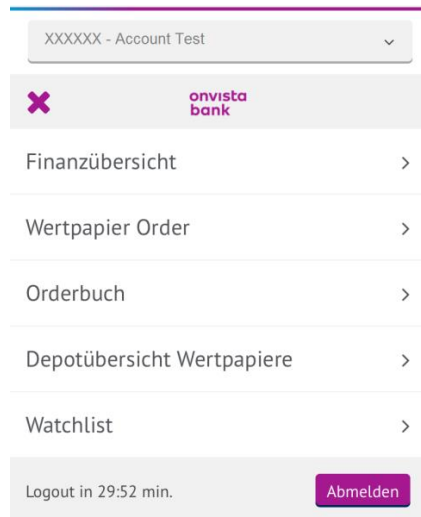 XXXXXX - Account Test
onvista
bank
Finanzübersicht
Wertpapier Order
Orderbuch
Depotübersicht Wertpapiere
Watchlist
Logout in 29:52 min.
Abmelden